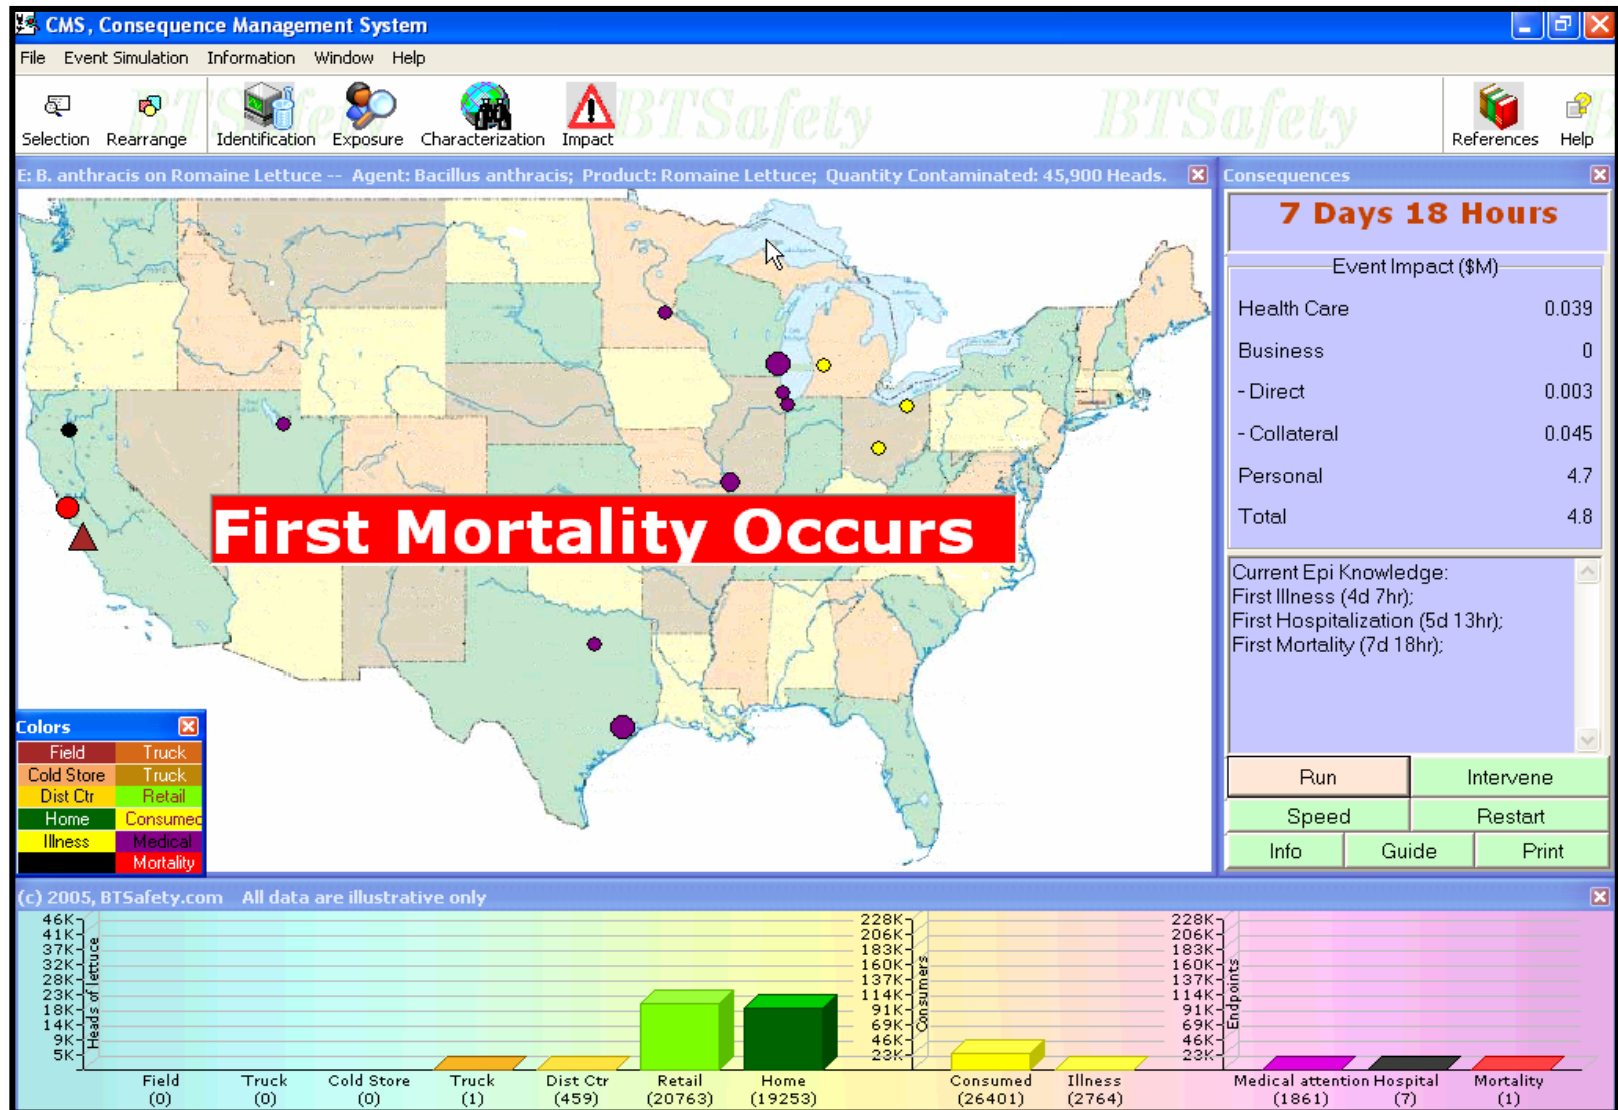 CMS, Consequence Management System
File Event Simulation Information Window Help
BTSafety BTSafety BTSafety
Selection Rearrange Identification Exposure Characterization Impact References Help
E: B. anthracis on Romaine Lettuce -- Agent: Bacillus anthracis; Product: Romaine Lettuce; Quantity Contaminated: 45,900 Heads.
First Mortality Occurs
Colors
Field Truck
Cold Store Truck
Dist Ctr Retail
Home Consumed
Illness Medical
Mortality
Consequences
7 Days 18 Hours
Event Impact ($M)
Health Care 0.039
Business 0
- Direct 0.003
- Collateral 0.045
Personal 4.7
Total 4.8
Current Epi Knowledge:
First Illness (4d 7hr);
First Hospitalization (5d 13hr);
First Mortality (7d 18hr);
Run Intervene
Speed Restart
Info Guide Print
(c) 2005, BTSafety.com All data are illustrative only
46K 228K 228K
41K 206K 206K
37K 183K 183K
32K 160K 160K
28K 137K 137K
23K 114K 114K
18K 91K 91K
14K 69K 69K
9K 46K 46K
5K 23K 23K
Heads of lettuce
Consumers
Endpoints
Field Truck Cold Store Truck Dist Ctr Retail Home Consumed Illness Medical attention Hospital Mortality
(0) (0) (0) (1) (459) (20763) (19253) (26401) (2764) (1861) (7) (1)